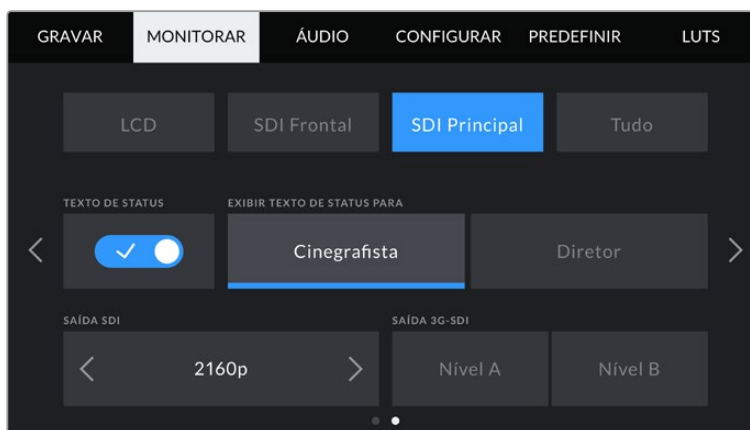 GRAVAR MONITORAR ÁUDIO CONFIGURAR PREDEFINIR LUTS
LCD SDI Frontal SDI Principal Tudo
TEXTO DE STATUS EXIBIR TEXTO DE STATUS PARA
Cinegrafista Diretor
SAÍDA SDI SAÍDA 3G-SDI
2160p Nível A Nível B